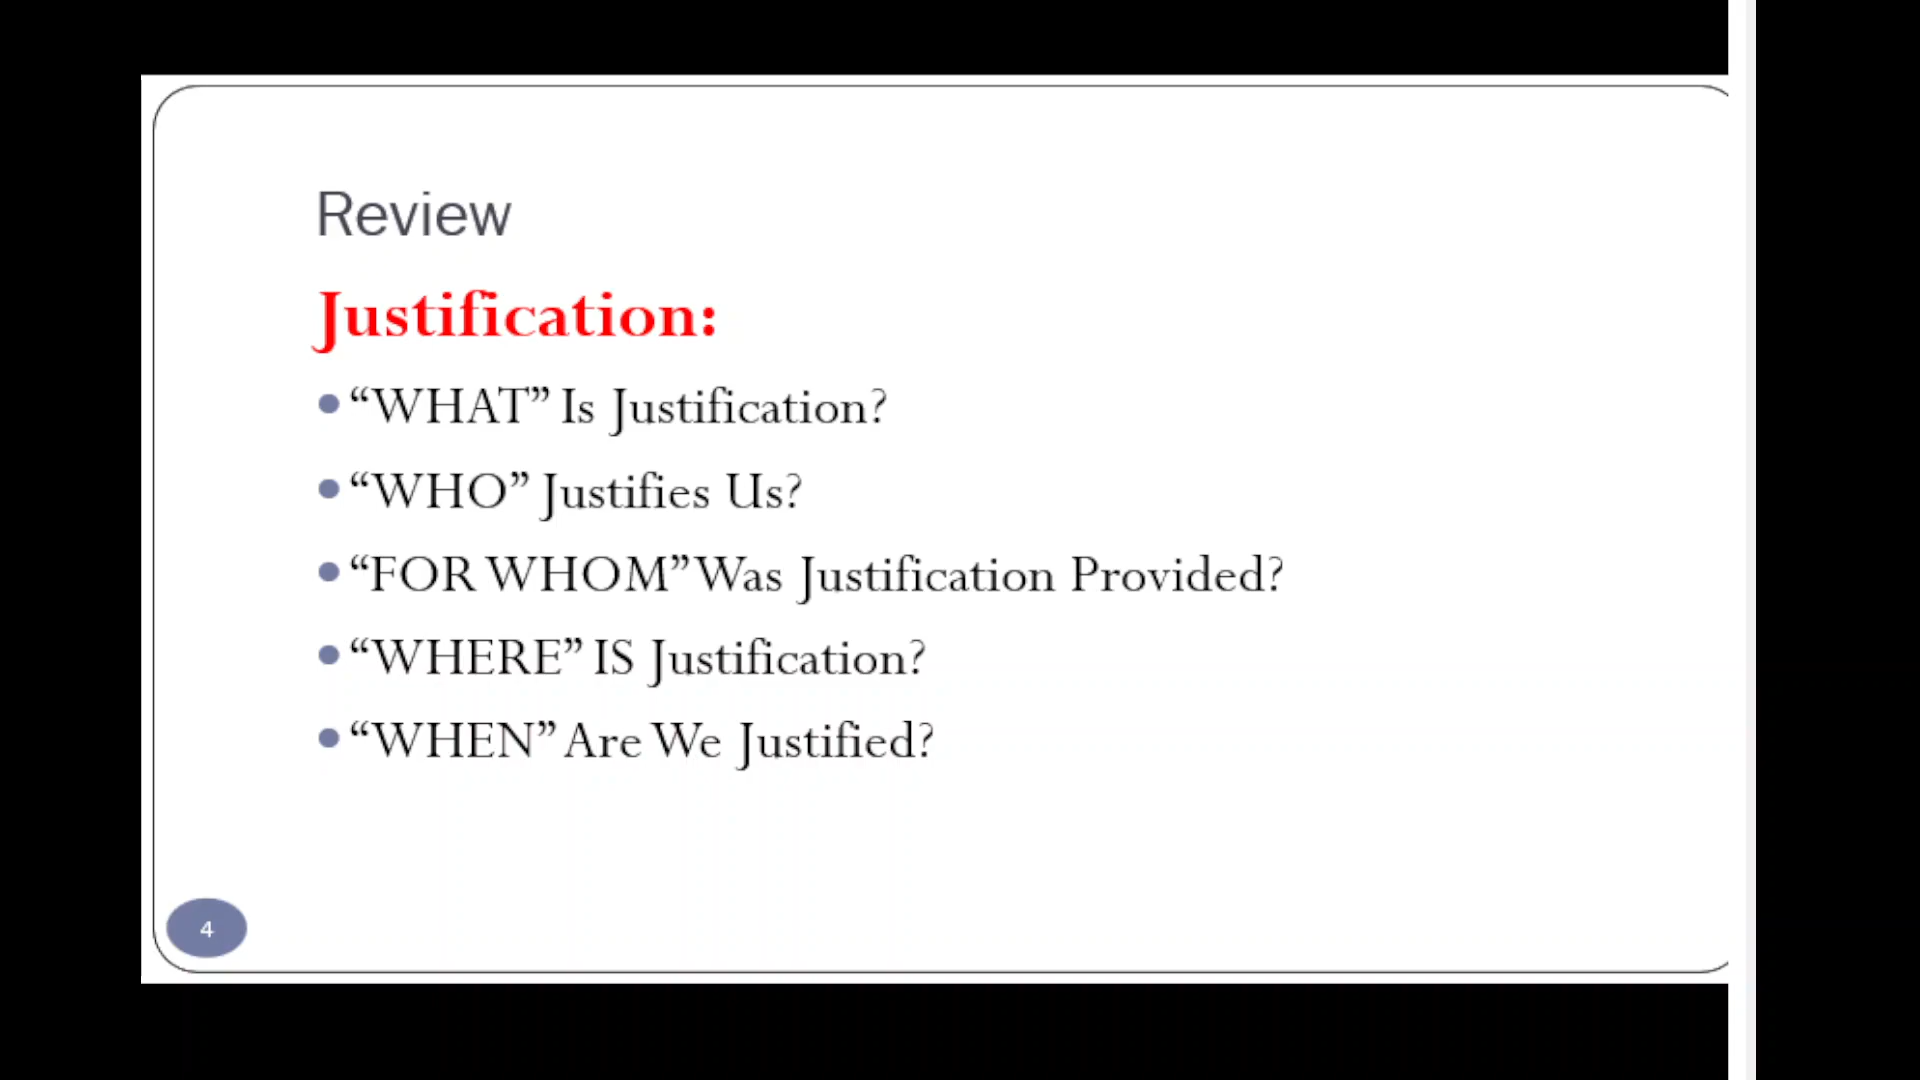 Review
Justification:
“WHAT” Is Justification?
“WHO” Justifies Us?
“FOR WHOM” Was Justification Provided?
“WHERE” IS Justification?
“WHEN” Are We Justified?
4